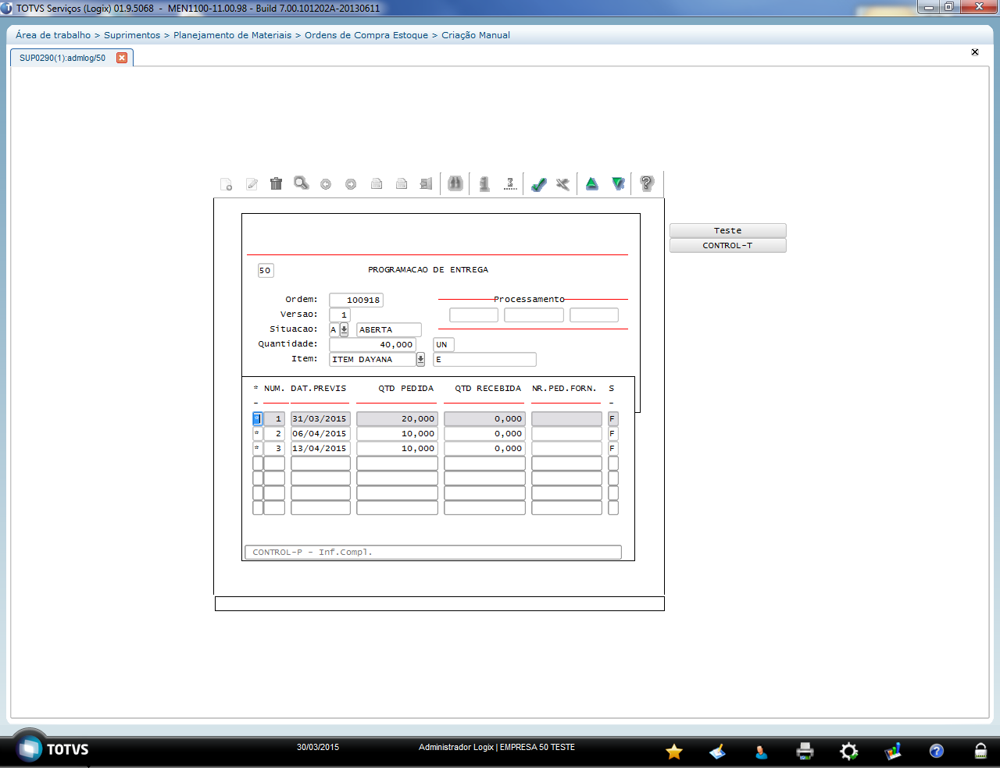 TOTVS Serviços (Logix) 01.9.5068 - MEN1100-11.00.98 - Build 7.00.101202A-20130611
Área de trabalho > Suprimentos > Planejamento de Materiais > Ordens de Compra Estoque > Criação Manual
SUP0290(1):admlog/50
Teste
CONTROL-T
50 PROGRAMACAO DE ENTREGA
Ordem: 100918 Processamento
Versao: 1
Situacao: A ABERTA
Quantidade: 40,000 UN
Item: ITEM DAYANA E
* NUM. DAT.PREVIS QTD PEDIDA QTD RECEBIDA NR.PED.FORN. S
- -
* 1 31/03/2015 20,000 0,000 F
* 2 06/04/2015 10,000 0,000 F
* 3 13/04/2015 10,000 0,000 F
CONTROL-P - Inf.Compl.
TOTVS 30/03/2015 Administrador Logix | EMPRESA 50 TESTE